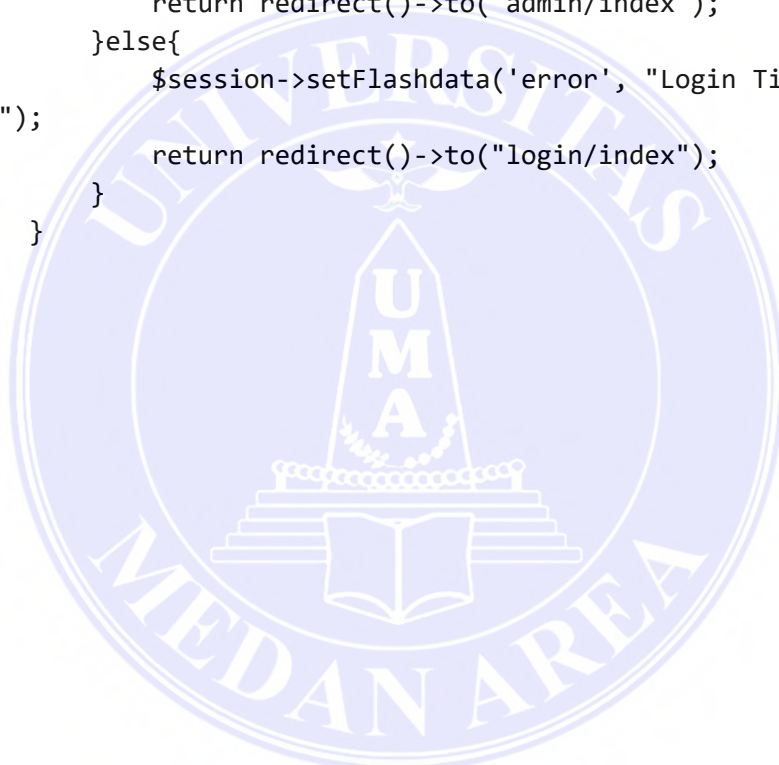 return redirect()->to("admin/index");
}else{
$session->setFlashdata('error', "Login Ti
");
return redirect()->to("login/index");
}
}
UNIVERSITAS
UMA
MEDAN AREA